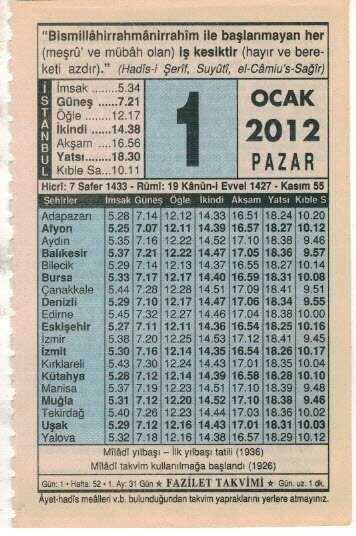 "Bismillâhirrahmânirrahîm ile başlanmayan her
(meşrû' ve mübâh olan) iş kesiktir (hayır ve bere-
keti azdır)." (Hadîs-i Şerîf, Suyûtî, el-Câmiu's-Sağîr)
İSTANBUL
İmsak ........5.34
Güneş ......7.21
Öğle ........12.17
İkindi ......14.38
Akşam ....16.56
Yatsı.......18.30
Kıble Sa...10.11
1
OCAK
2012
PAZAR
Hicrî: 7 Safer 1433 - Rûmî: 19 Kânûn-i Evvel 1427 - Kasım 55
Şehirler İmsak Güneş Öğle İkindi Akşam Yatsı Kıble S
Adapazarı 5.28 7.14 12.12 14.33 16.51 18.24 10.20
Afyon 5.25 7.07 12.11 14.39 16.57 18.27 10.12
Aydın 5.35 7.16 12.22 14.52 17.10 18.38 9.46
Balıkesir 5.37 7.21 12.22 14.47 17.05 18.36 9.57
Bilecik 5.29 7.14 12.13 14.37 16.55 18.27 10.14
Bursa 5.33 7.17 12.17 14.40 16.59 18.31 10.08
Çanakkale 5.44 7.28 12.28 14.51 17.09 18.41 9.51
Denizli 5.29 7.10 12.17 14.47 17.06 18.34 9.55
Edirne 5.45 7.32 12.27 14.46 17.04 18.38 10.00
Eskişehir 5.27 7.11 12.11 14.36 16.54 18.25 10.16
İzmir 5.38 7.20 12.25 14.53 17.12 18.41 9.45
İzmit 5.30 7.16 12.14 14.35 16.54 18.26 10.17
Kırklareli 5.43 7.30 12.24 14.43 17.01 18.35 10.04
Kütahya 5.28 7.12 12.14 14.39 16.58 18.28 10.10
Manisa 5.37 7.19 12.23 14.51 17.10 18.39 9.48
Muğla 5.31 7.12 12.20 14.52 17.10 18.38 9.46
Tekirdağ 5.40 7.26 12.23 14.44 17.03 18.36 10.02
Uşak 5.29 7.12 12.16 14.43 17.01 18.31 10.03
Yalova 5.32 7.18 12.16 14.38 16.57 18.29 10.12
Mîlâdî yılbaşı – İlk yılbaşı tatili (1936)
Mîlâdî takvim kullanılmağa başlandı (1926)
Gün: 1 • Hafta: 52 • 1. Ay: 31 Gün ★ FAZİLET TAKVİMİ ★ Gün. uz. 1 dk.
Âyet-hadîs meâlleri v.b. bulunduğundan takvim yapraklarını yerlere atmayınız.